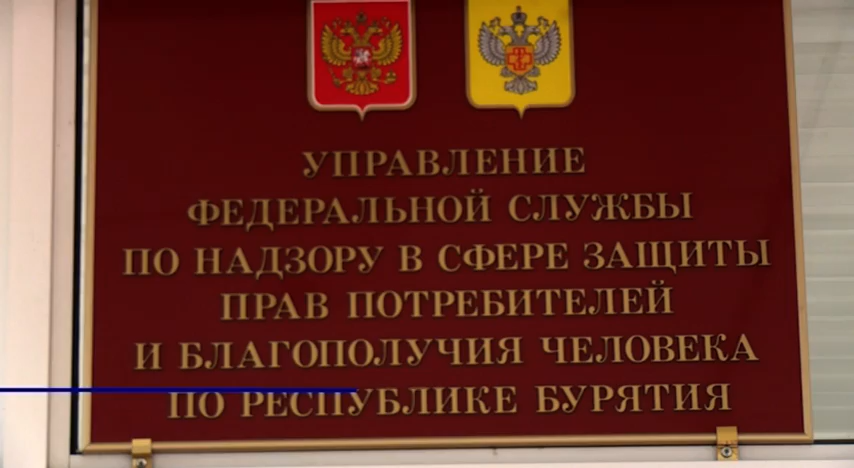 УПРАВЛЕНИЕ
ФЕДЕРАЛЬНОЙ СЛУЖБЫ
ПО НАДЗОРУ В СФЕРЕ ЗАЩИТЫ
ПРАВ ПОТРЕБИТЕЛЕЙ
И БЛАГОПОЛУЧИЯ ЧЕЛОВЕКА
ПО РЕСПУБЛИКЕ БУРЯТИЯ